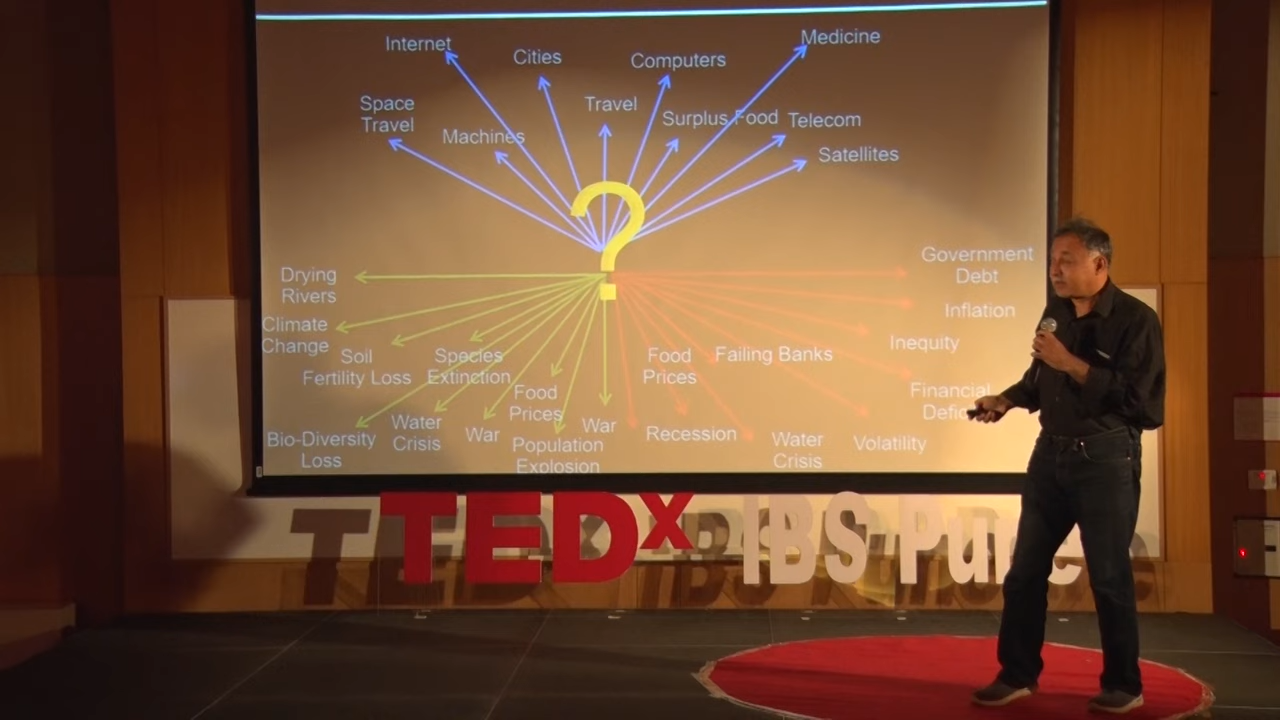 Internet
Cities
Computers
Medicine
Space
Travel
Machines
Travel
Surplus Food
Telecom
Satellites
?
Drying
Rivers
Government
Debt
Inflation
Climate
Change
Soil
Fertility Loss
Species
Extinction
Food
Prices
Food
Prices
Failing Banks
Inequity
Financial
Bio-Diversity
Loss
Water
Crisis
War
Population
Explosion
War
Recession
Water
Crisis
Volatility
TEDx IBS Pune